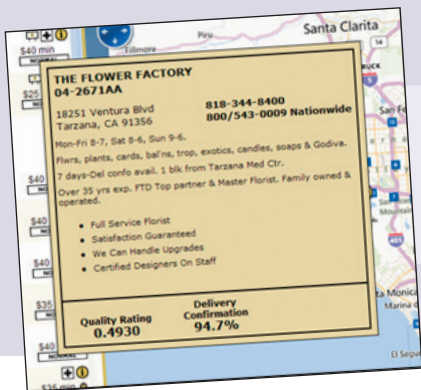 $40 min
NORMAL
$25
$40
$40
$40
$35
$40
NORMAL
$35 min
Piru
Fillmore
Santa Clarita
14
5
405
El Segu
THE FLOWER FACTORY
04-2671AA
18251 Ventura Blvd
Tarzana, CA 91356
818-344-8400
800/543-0009 Nationwide
Mon-Fri 8-7, Sat 8-6, Sun 9-6.
Flwrs, plants, cards, bal'ns, trop, exotics, candles, soaps & Godiva.
7 days-Del confo avail. 1 blk from Tarzana Med Ctr.
Over 35 yrs exp. FTD Top partner & Master Florist. Family owned &
operated.
• Full Service Florist
• Satisfaction Guaranteed
• We Can Handle Upgrades
• Certified Designers On Staff
Quality Rating
0.4930
Delivery
Confirmation
94.7%